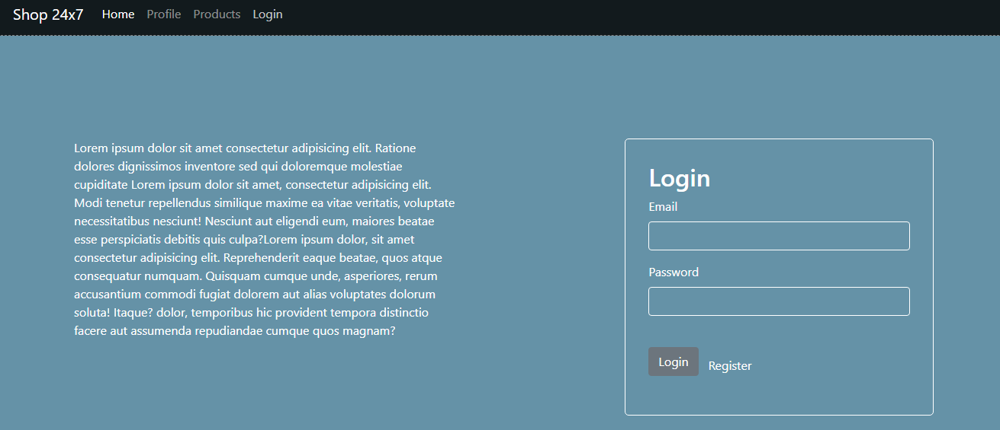 Shop 24x7 Home Profile Products Login
Lorem ipsum dolor sit amet consectetur adipisicing elit. Ratione
dolores dignissimos inventore sed qui doloremque molestiae
cupiditate Lorem ipsum dolor sit amet, consectetur adipisicing elit.
Modi tenetur repellendus similique maxime ea vitae veritatis, voluptate
necessitatibus nesciunt! Nesciunt aut eligendi eum, maiores beatae
esse perspiciatis debitis quis culpa?Lorem ipsum dolor, sit amet
consectetur adipisicing elit. Reprehenderit eaque beatae, quos atque
consequatur numquam. Quisquam cumque unde, asperiores, rerum
accusantium commodi fugiat dolorem aut alias voluptates dolorum
soluta! Itaque? dolor, temporibus hic provident tempora distinctio
facere aut assumenda repudiandae cumque quos magnam?
Login
Email
Password
Login Register